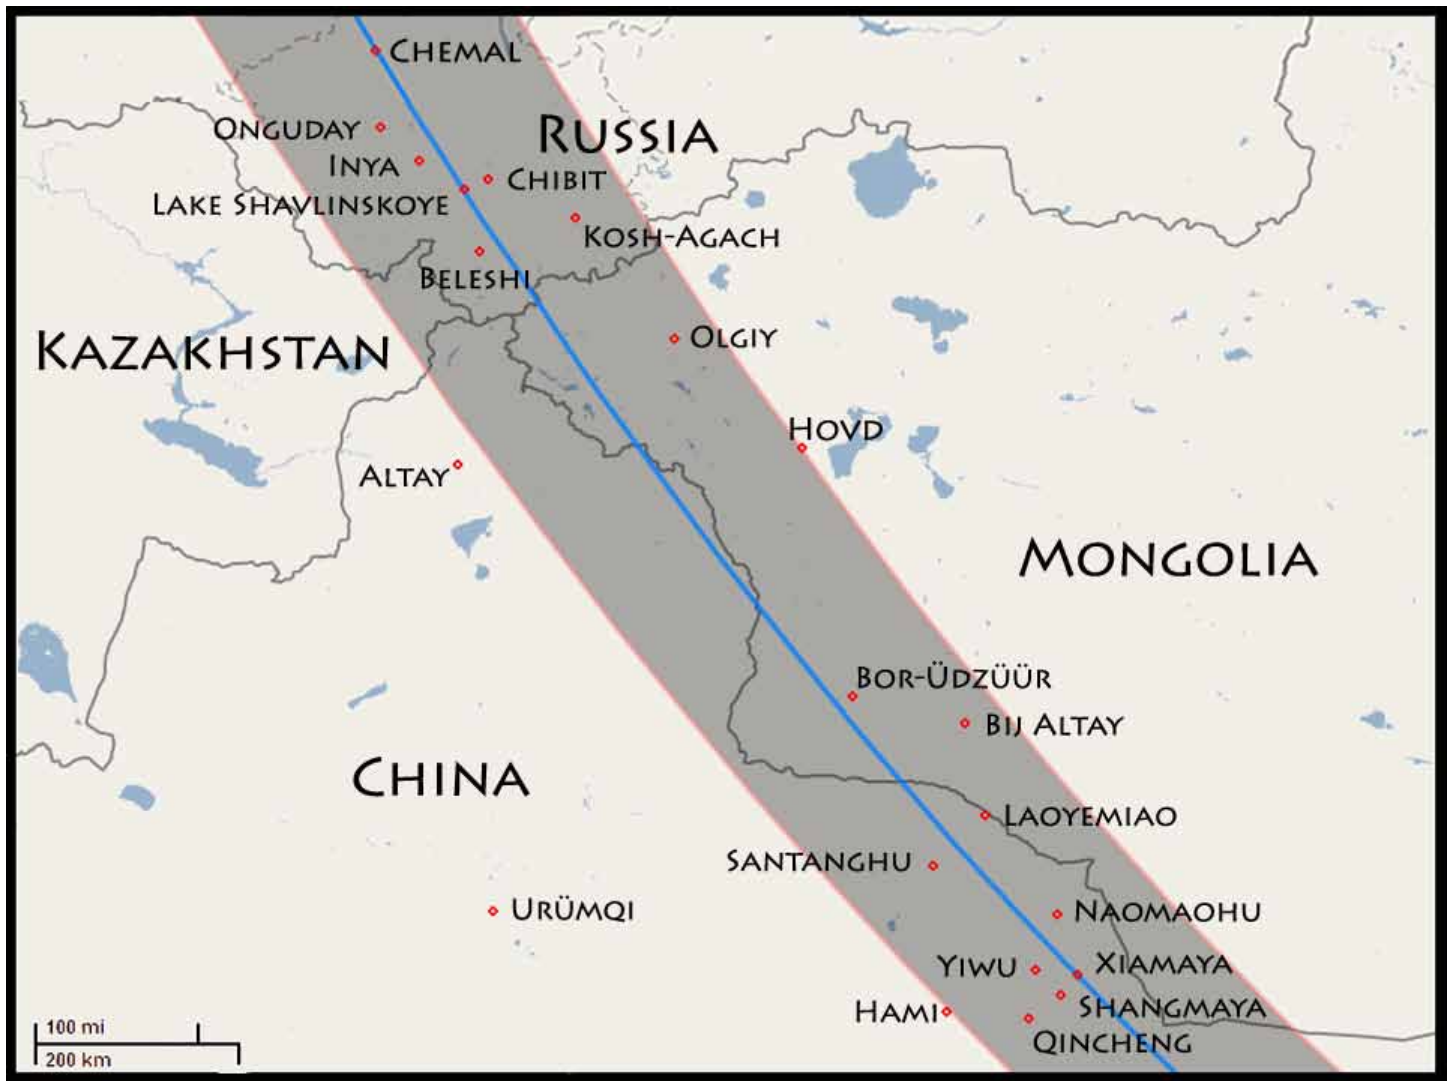 Chemal
Onguday
Russia
Inya
Chibit
Lake Shavlinskoye
Kosh-Agach
Beleshi
Kazakhstan
Olgiy
Hovd
Altay
Mongolia
Bor-Üdzüür
Bij Altay
China
Laoyemiao
Santanghu
Urümqi
Naomaohu
Yiwu
Xiamaya
Shangmaya
Hami
Qincheng
100 mi
200 km